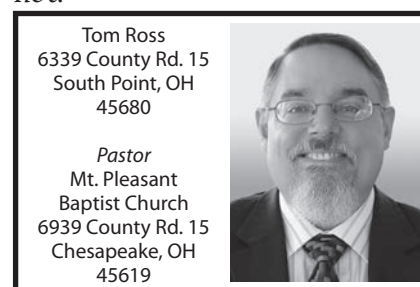 Tom Ross
6339 County Rd. 15
South Point, OH
45680
Pastor
Mt. Pleasant
Baptist Church
6939 County Rd. 15
Chesapeake, OH
45619